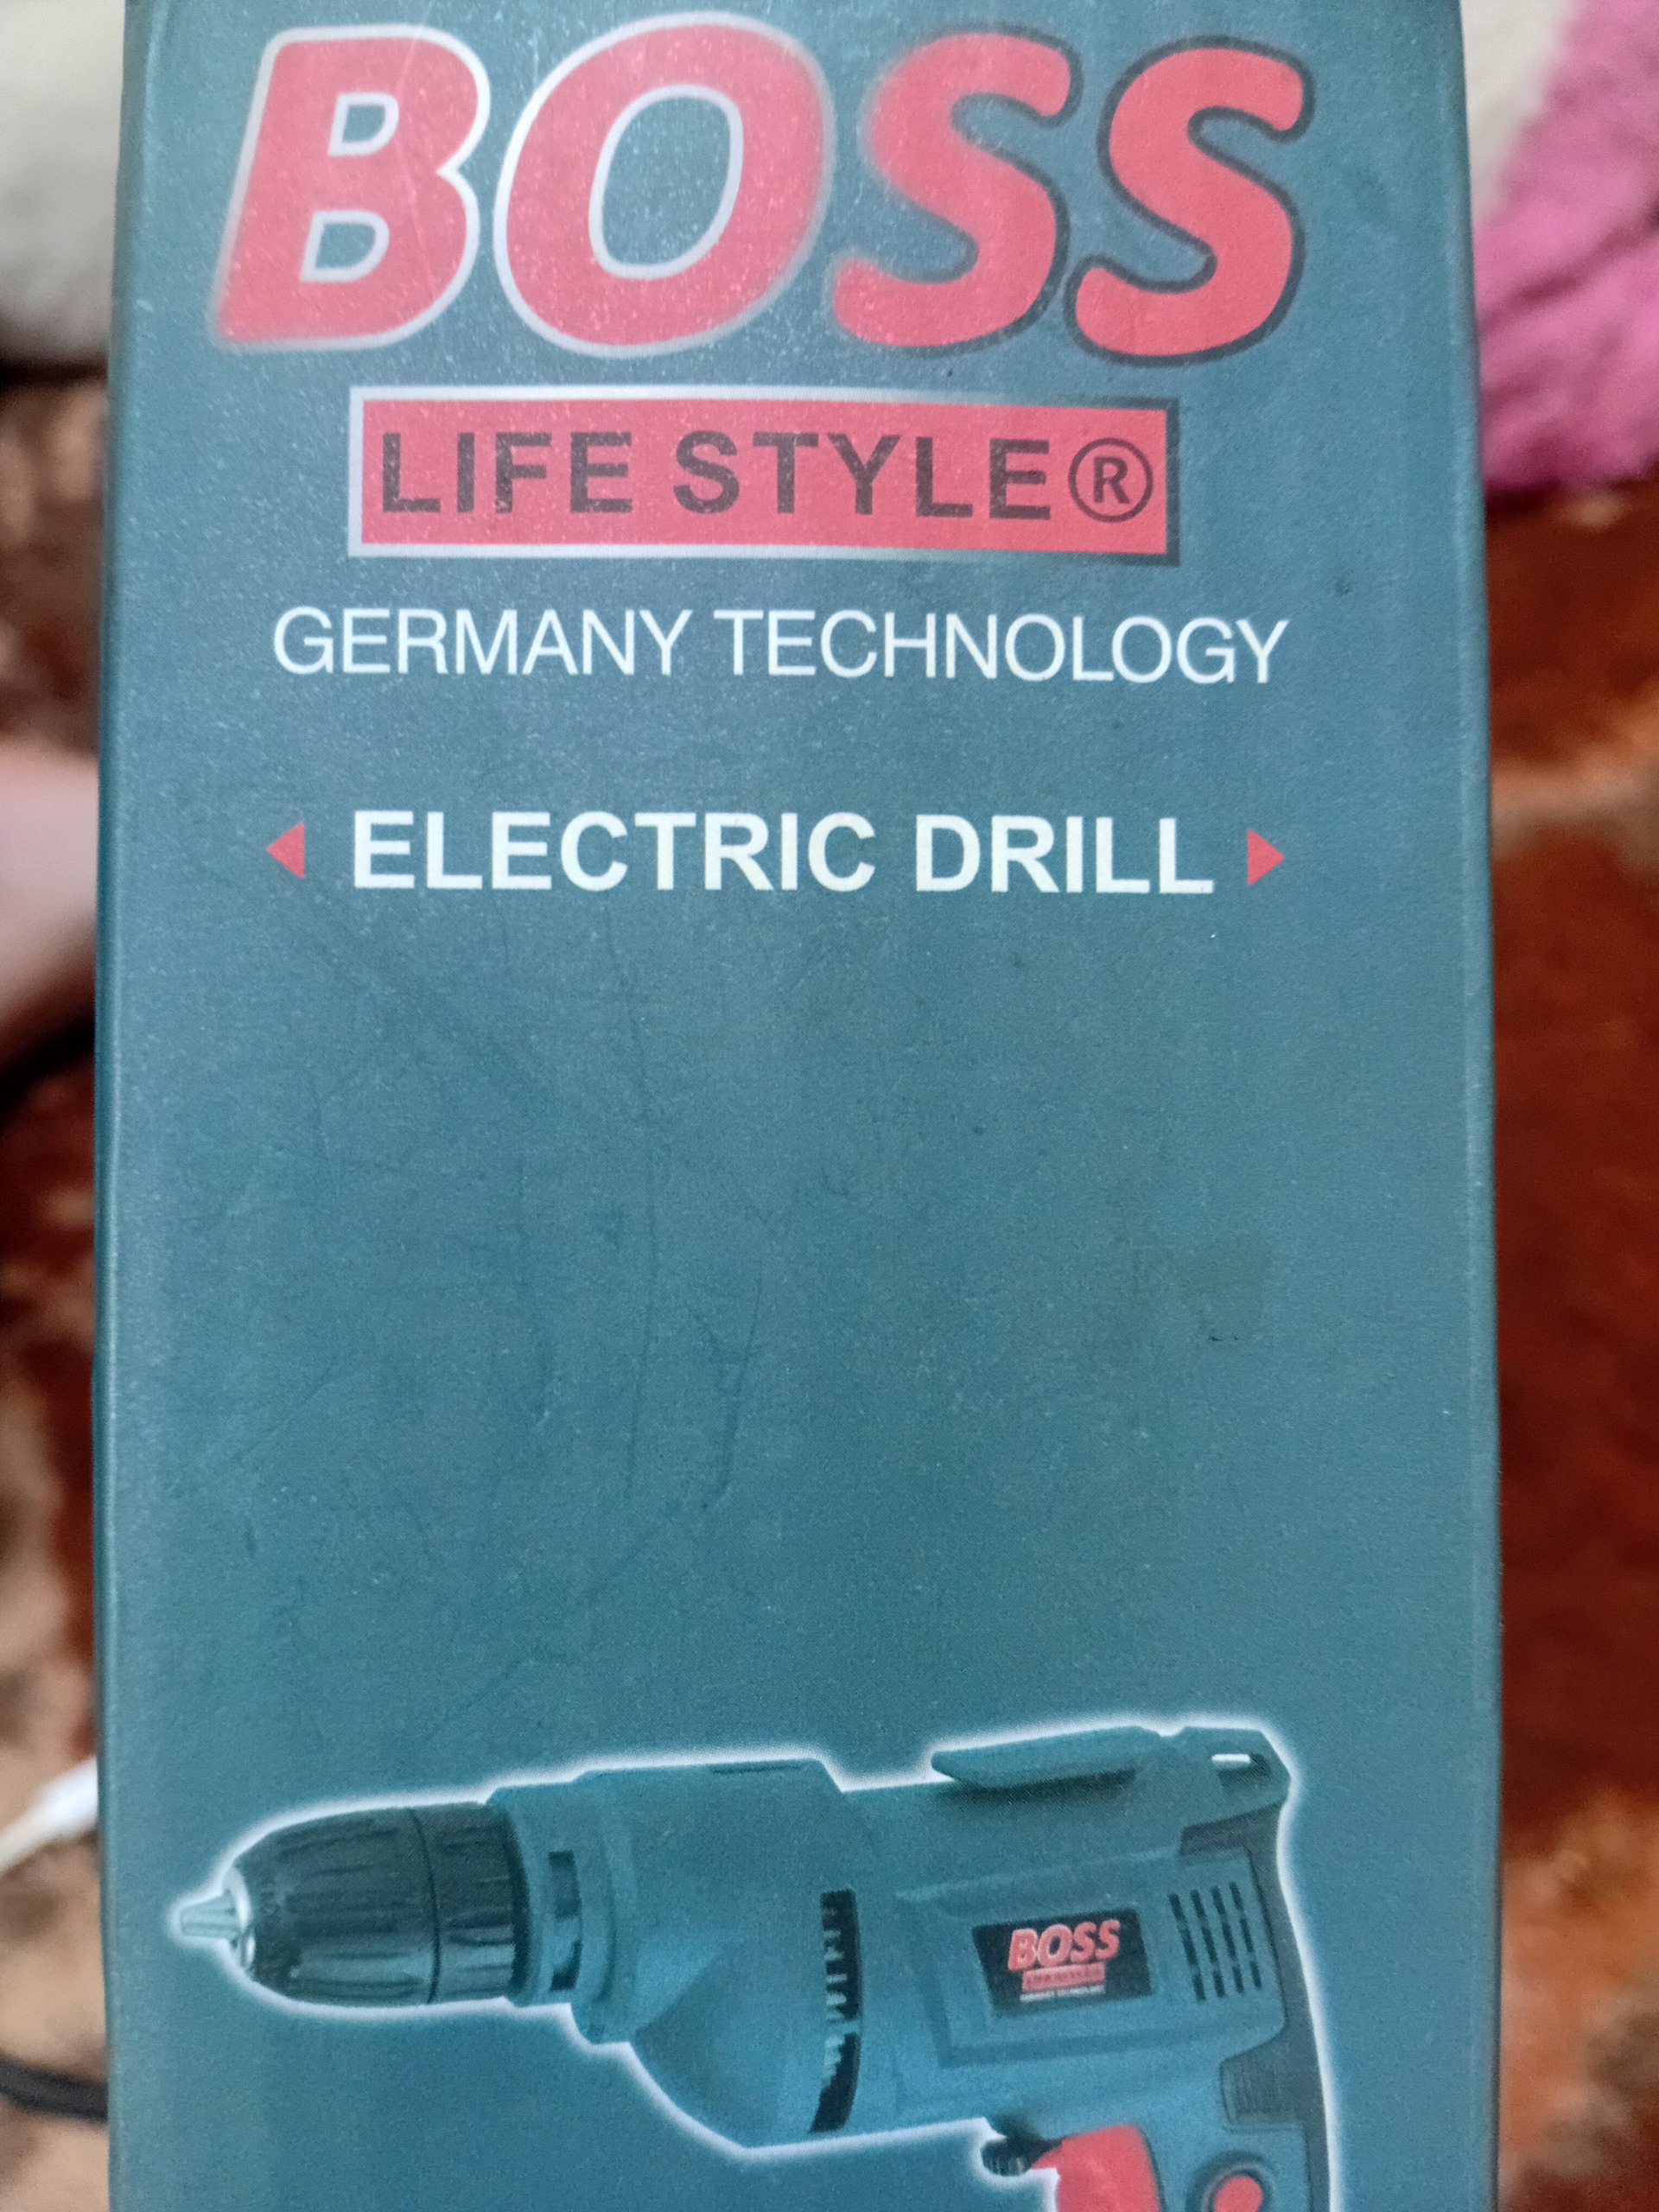 BOSS
LIFE STYLE®
GERMANY TECHNOLOGY
ELECTRIC DRILL
BOSS